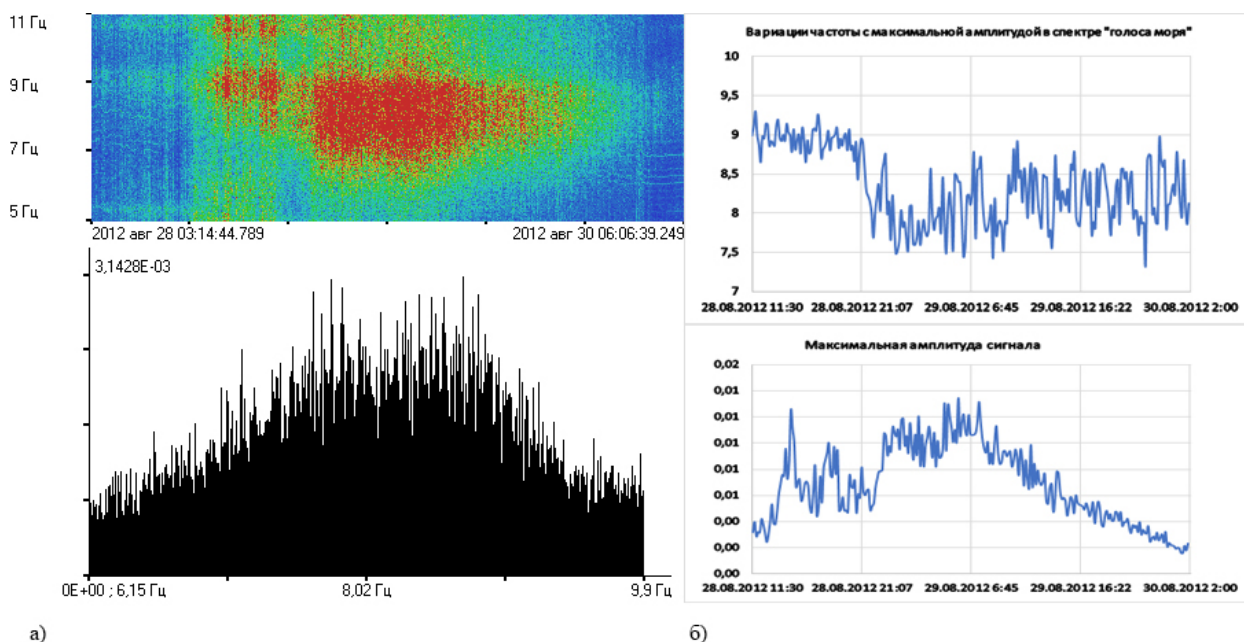 11 Гц
9 Гц
7 Гц
5 Гц
2012 авг 28 03:14:44.789 2012 авг 30 06:06:39.249
3,1428E-03
0E+00 ; 6,15 Гц 8,02 Гц 9,9 Гц
а)
Вариации частоты с максимальной амплитудой в спектре "голоса моря"
10
9,5
9
8,5
8
7,5
7
28.08.2012 11:30 28.08.2012 21:07 29.08.2012 6:45 29.08.2012 16:22 30.08.2012 2:00
Максимальная амплитуда сигнала
0,02
0,01
0,01
0,01
0,01
0,01
0,00
0,00
0,00
28.08.2012 11:30 28.08.2012 21:07 29.08.2012 6:45 29.08.2012 16:22 30.08.2012 2:00
б)